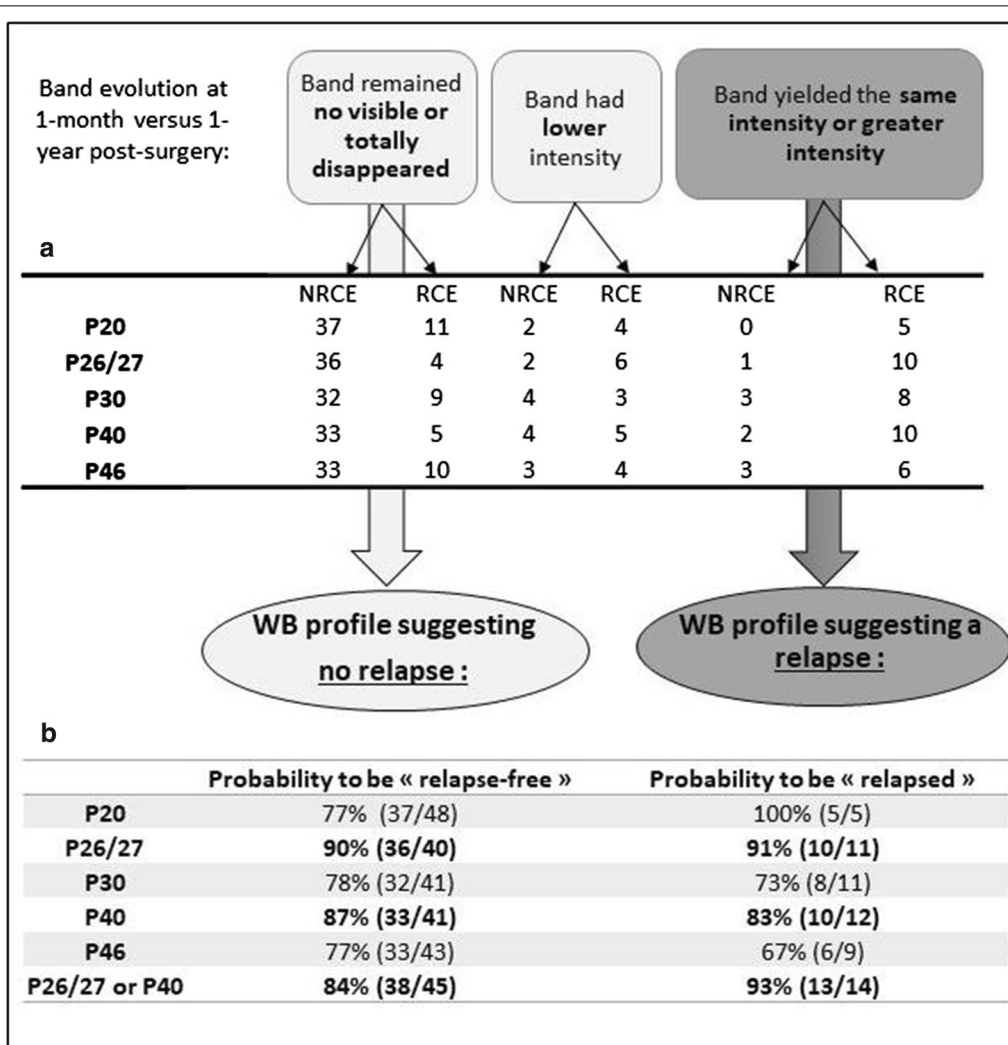 Band evolution at
1-month versus 1-
year post-surgery:
Band remained
no visible or
totally
disappeared
Band had
lower
intensity
Band yielded the same
intensity or greater
intensity
a
NRCE RCE NRCE RCE NRCE RCE
P20 37 11 2 4 0 5
P26/27 36 4 2 6 1 10
P30 32 9 4 3 3 8
P40 33 5 4 5 2 10
P46 33 10 3 4 3 6
WB profile suggesting
no relapse :
WB profile suggesting a
relapse :
b
Probability to be « relapse-free » Probability to be « relapsed »
P20 77% (37/48) 100% (5/5)
P26/27 90% (36/40) 91% (10/11)
P30 78% (32/41) 73% (8/11)
P40 87% (33/41) 83% (10/12)
P46 77% (33/43) 67% (6/9)
P26/27 or P40 84% (38/45) 93% (13/14)